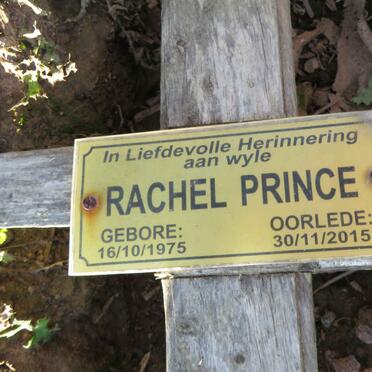 In Liefdevolle Herinnering
aan wyle
RACHEL PRINCE
GEBORE: OORLEDE:
16/10/1975 30/11/2015